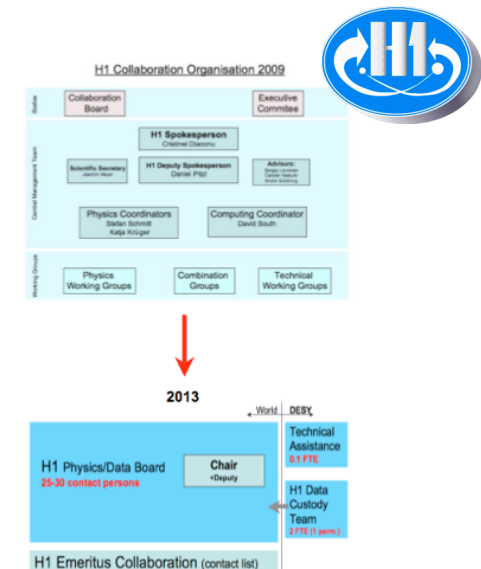 H1
H1 Collaboration Organisation 2009
Bodies
Collaboration
Board
Executive
Commitee
Central Management Team
H1 Spokesperson
Cristinel Diaconu
Scientific Secretary
Joachim Meyer
H1 Deputy Spokesperson
Daniel Pitzl
Advisors:
Physics Coordinators
Stefan Schmitt
Katja Krüger
Computing Coordinator
David South
Working Groups
Physics
Working Groups
Combination
Groups
Technical
Working Groups
2013
World
DESY
H1 Physics/Data Board
25-30 contact persons
Chair
+Deputy
Technical
Assistance
0.1 FTE
H1 Data
Custody
Team
2 FTE (1 perm.)
H1 Emeritus Collaboration (contact list)